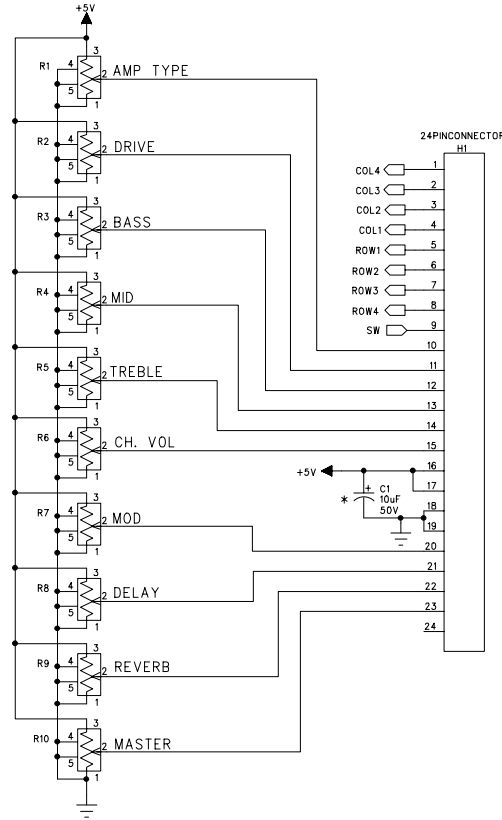 +5V
3
R1 4 2 AMP TYPE
5
1
3
R2 4 2 DRIVE
5
1
3
R3 4 2 BASS
5
1
3
R4 4 2 MID
5
1
3
R5 4 2 TREBLE
5
1
3
R6 4 2 CH. VOL
5
1
3
R7 4 2 MOD
5
1
3
R8 4 2 DELAY
5
1
3
R9 4 2 REVERB
5
1
3
R10 4 2 MASTER
5
1
24PINCONNECTOR
H1
COL4 1
COL3 2
COL2 3
COL1 4
ROW1 5
ROW2 6
ROW3 7
ROW4 8
SW 9
10
11
12
13
14
15
+5V 16
17
+ C1
* 10uF
50V
18
19
20
21
22
23
24